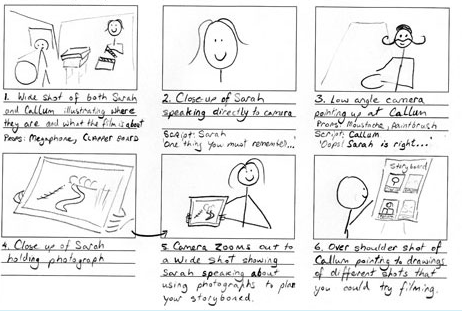 1. Wide shot of both Sarah
and Callum illustrating where
they are and what the film is about
Props: Megaphone, CLAPPER BOARD
2. Close-up of Sarah
speaking directly to camera
Script: Sarah
'One thing you must remember...'
3. Low angle camera
pointing up at Callum
Props: Moustache, Paintbrush
Script: Callum
'Oops! Sarah is right...'
4. Close up of Sarah
holding photograph
5. Camera zooms out to
a wide shot showing
Sarah speaking about
using photographs to plan
your storyboard.
Storyboard
6. Over shoulder shot of
Callum pointing to drawings
of different shots that
you could try filming.